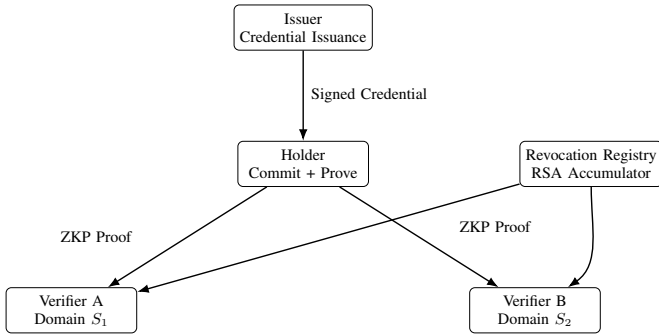 Issuer
Credential Issuance
Signed Credential
Holder
Commit + Prove
Revocation Registry
RSA Accumulator
ZKP Proof
ZKP Proof
Verifier A
Domain S₁
Verifier B
Domain S₂